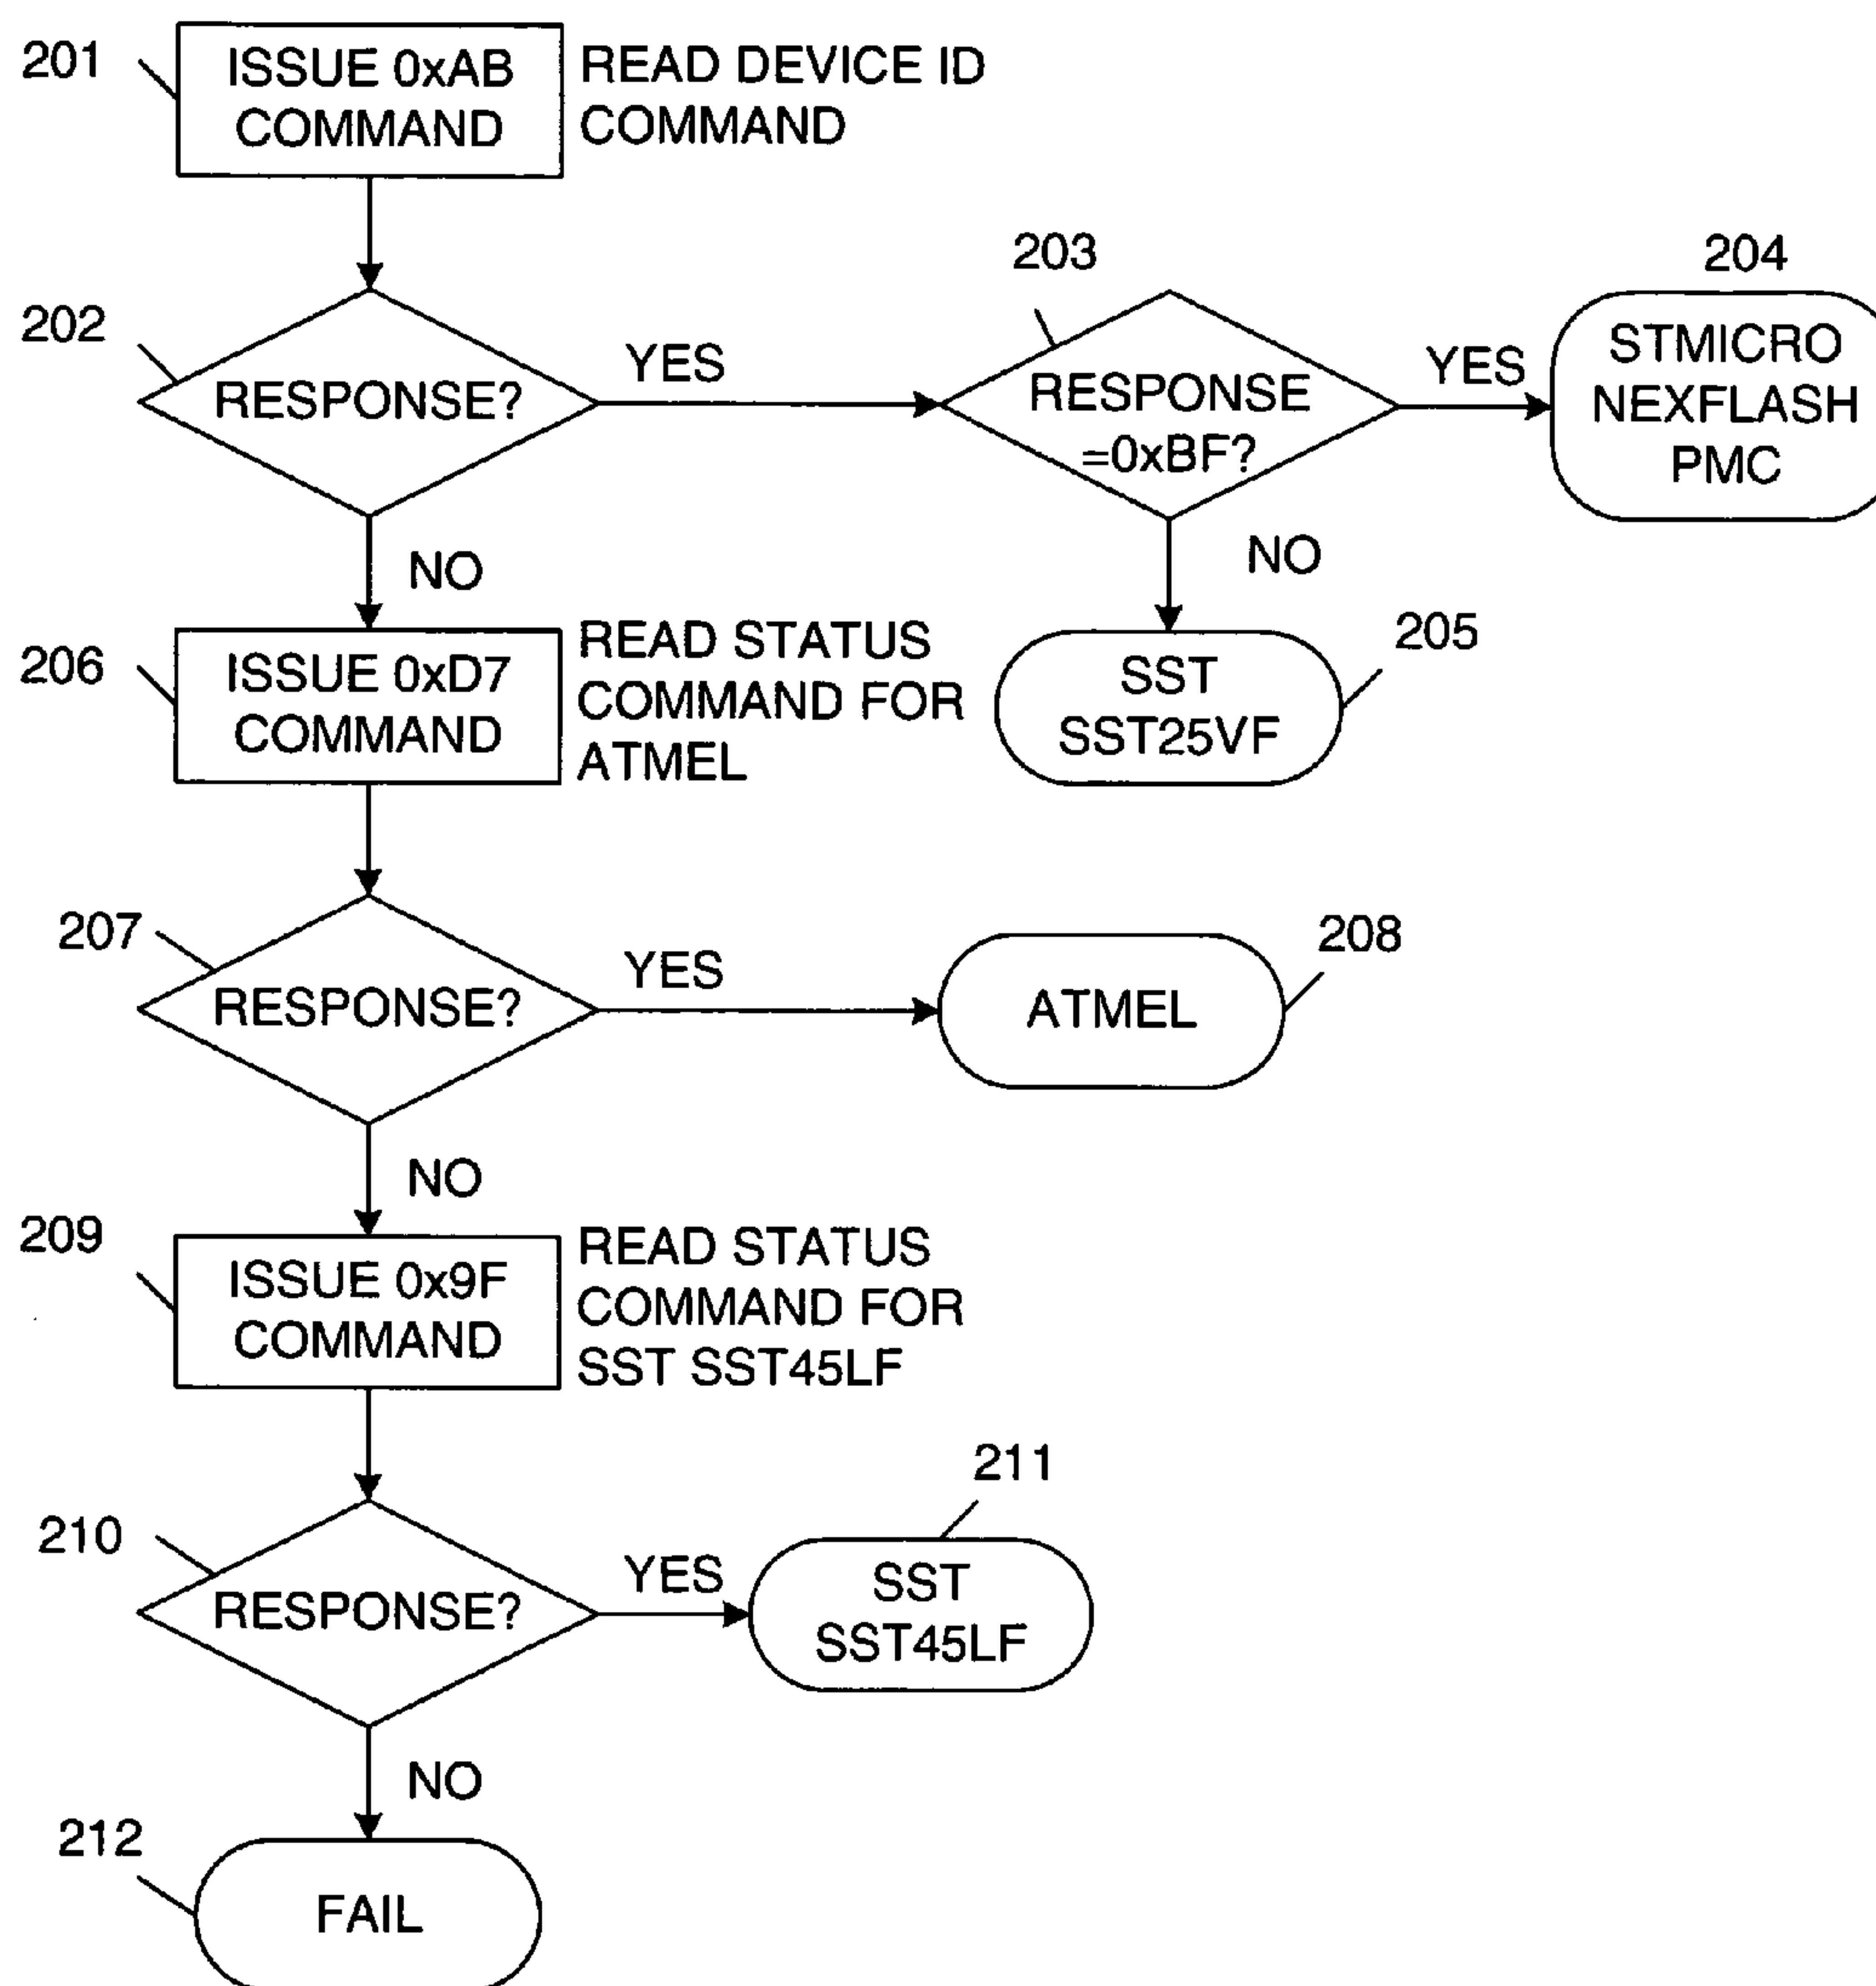 201
ISSUE 0xAB
COMMAND
READ DEVICE ID
COMMAND
202
RESPONSE?
YES
203
RESPONSE
=0xBF?
YES
204
STMICRO
NEXFLASH
PMC
NO
NO
205
SST
SST25VF
206
ISSUE 0xD7
COMMAND
READ STATUS
COMMAND FOR
ATMEL
207
RESPONSE?
YES
208
ATMEL
NO
209
ISSUE 0x9F
COMMAND
READ STATUS
COMMAND FOR
SST SST45LF
210
RESPONSE?
YES
211
SST
SST45LF
NO
212
FAIL